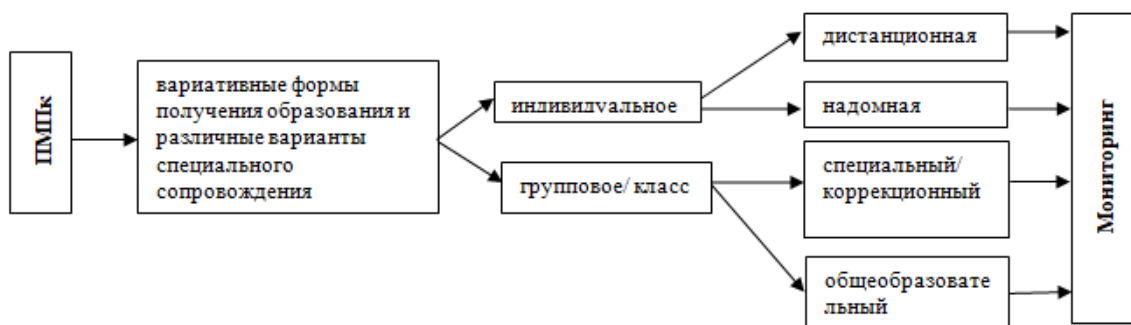 ПМПк
вариативные формы
получения образования и
различные варианты
специального
сопровождения
индивидуальное
групповое/ класс
дистанционная
надомная
специальный/
коррекционный
общеобразовате
льный
Мониторинг